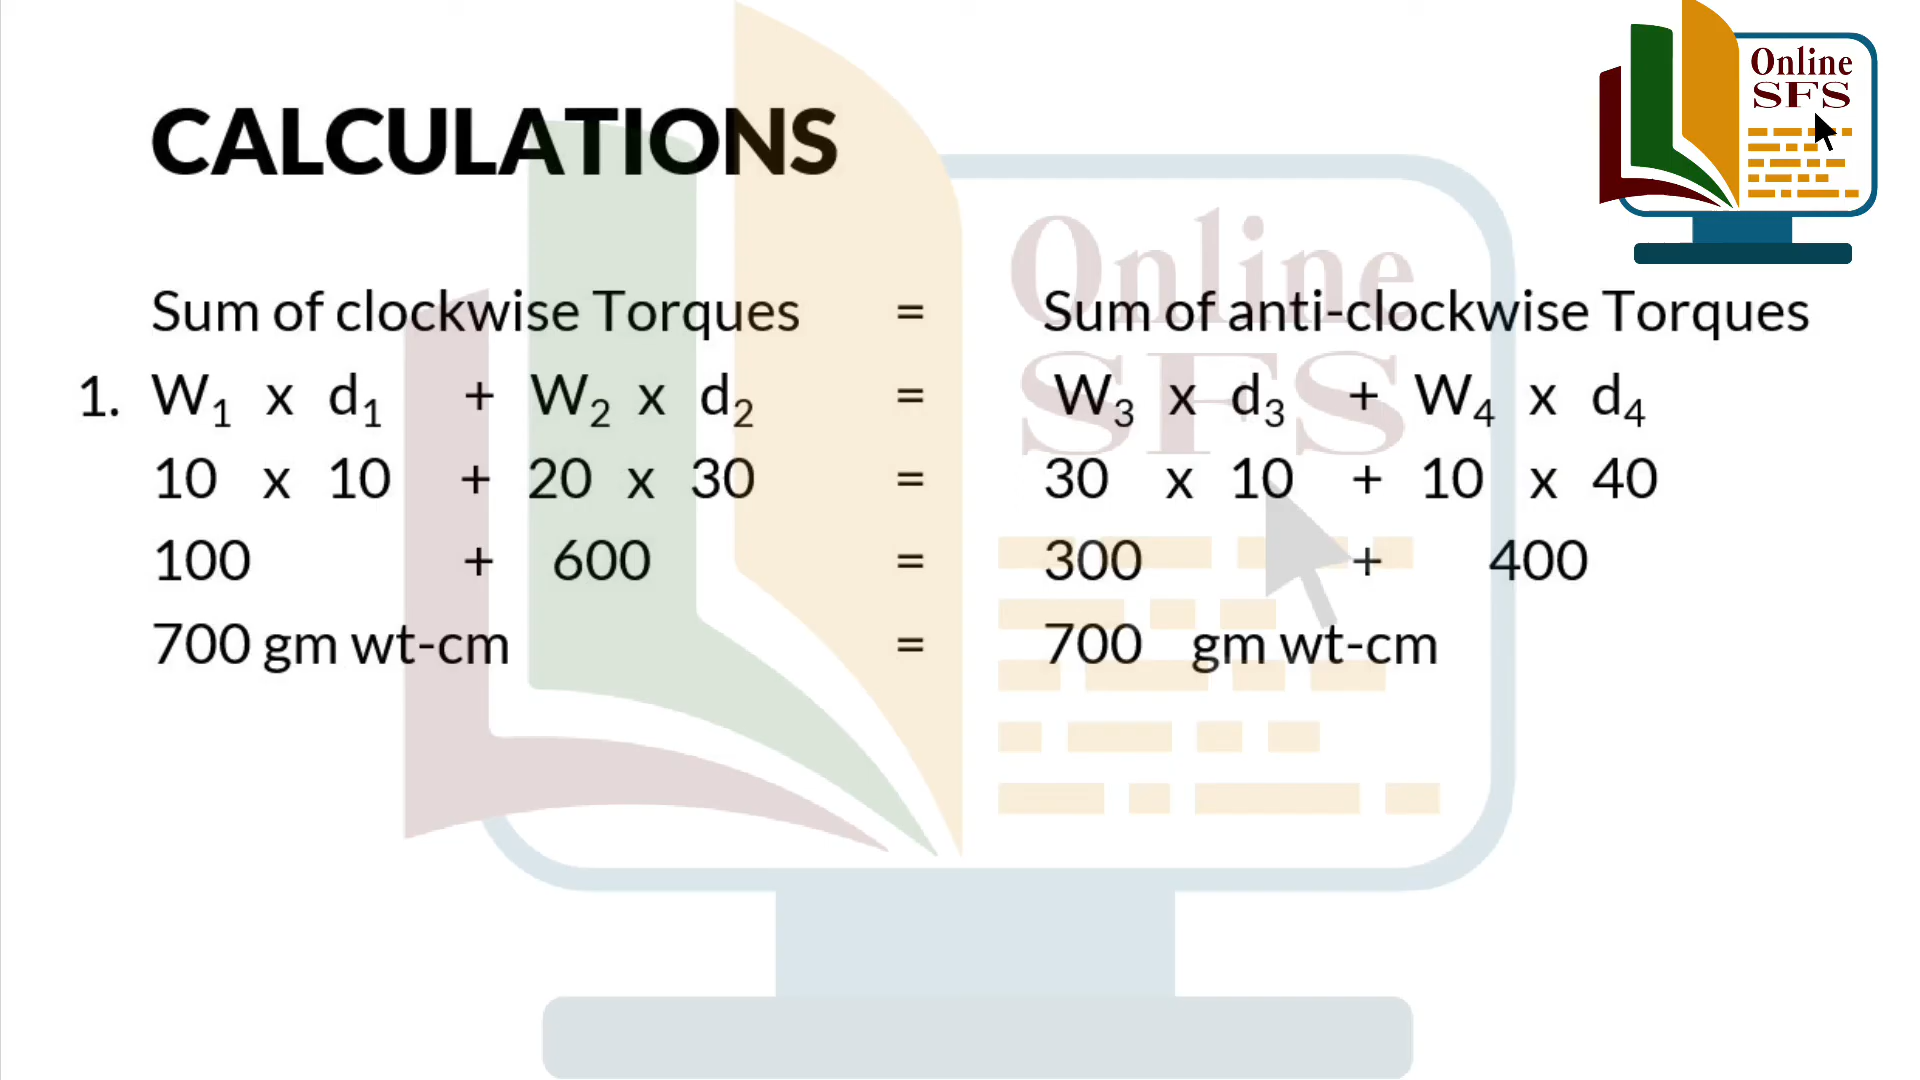 Online
SFS
CALCULATIONS
Online
SFS
Sum of clockwise Torques = Sum of anti-clockwise Torques
1. W₁ x d₁ + W₂ x d₂ = W₃ x d₃ + W₄ x d₄
10 x 10 + 20 x 30 = 30 x 10 + 10 x 40
100 + 600 = 300 + 400
700 gm wt-cm = 700 gm wt-cm